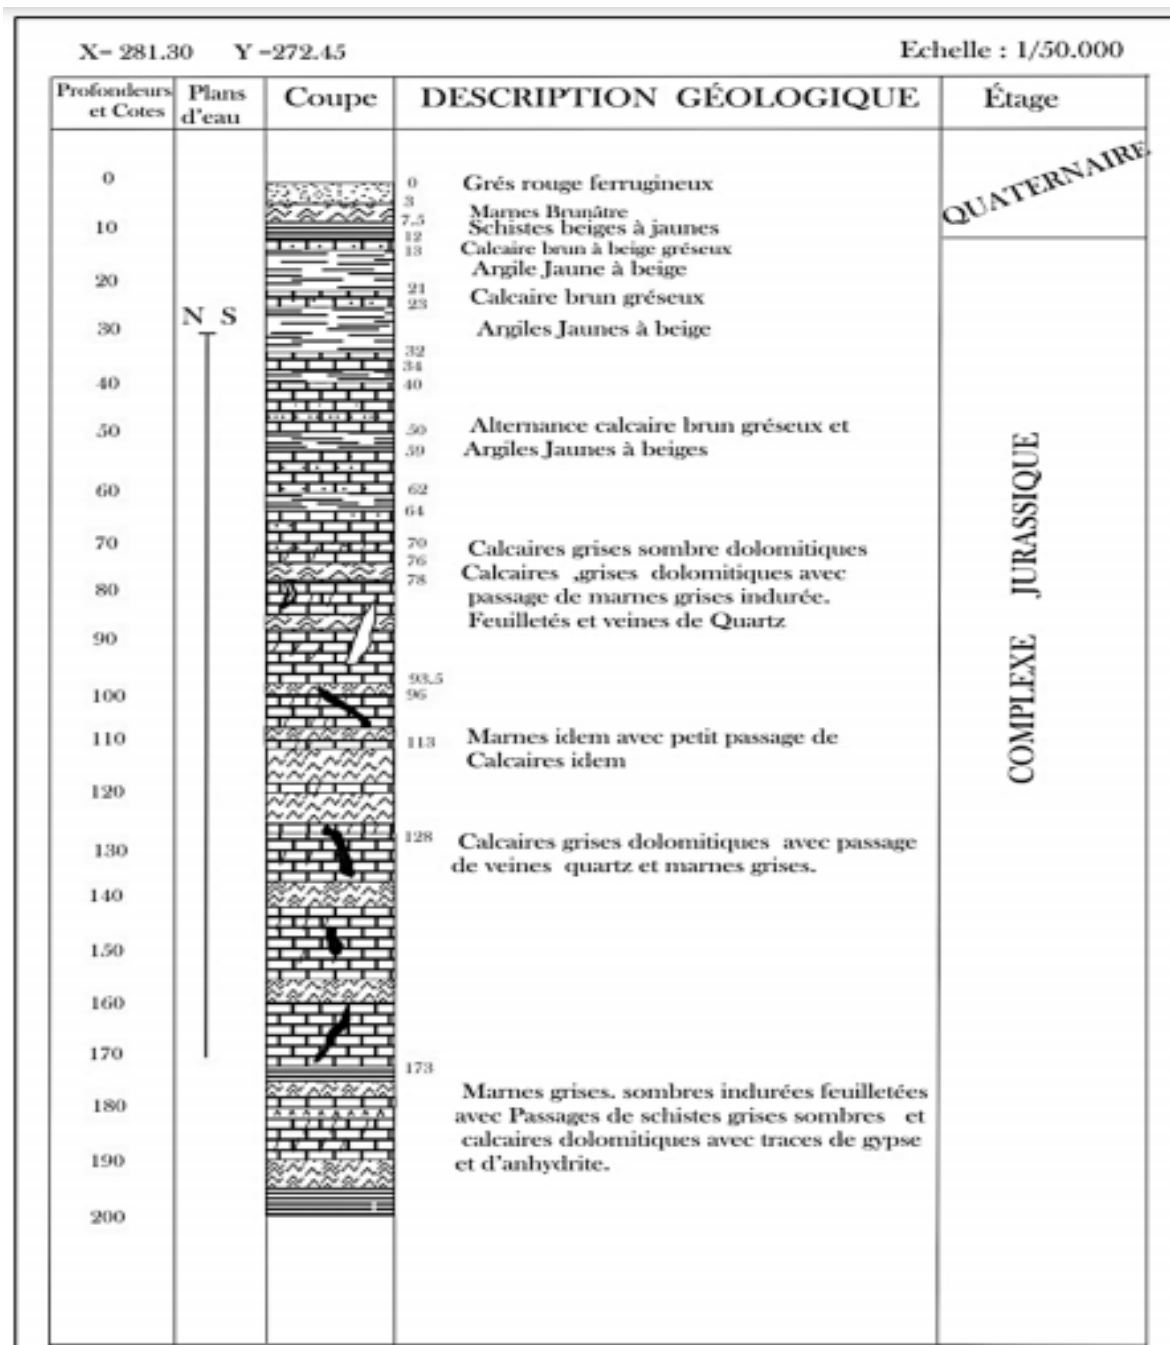 X= 281.30 Y =272.45 Echelle : 1/50.000
Profondeurs et Cotes
Plans d'eau
Coupe
DESCRIPTION GÉOLOGIQUE
Étage
0
10
20
30
40
50
60
70
80
90
100
110
120
130
140
150
160
170
180
190
200
N S
0
3
7.5
12
13
21
23
32
34
40
50
59
62
64
70
76
78
93.5
96
113
128
173
Grés rouge ferrugineux
Marnes Brunâtre
Schistes beiges à jaunes
Calcaire brun à beige gréseux
Argile Jaune à beige
Calcaire brun gréseux
Argiles Jaunes à beige
Alternance calcaire brun gréseux et
Argiles Jaunes à beiges
Calcaires grises sombre dolomitiques
Calcaires ,grises dolomitiques avec
passage de marnes grises indurée.
Feuilletés et veines de Quartz
Marnes idem avec petit passage de
Calcaires idem
Calcaires grises dolomitiques avec passage
de veines quartz et marnes grises.
Marnes grises. sombres indurées feuilletées
avec Passages de schistes grises sombres et
calcaires dolomitiques avec traces de gypse
et d'anhydrite.
QUATERNAIRE
COMPLEXE JURASSIQUE